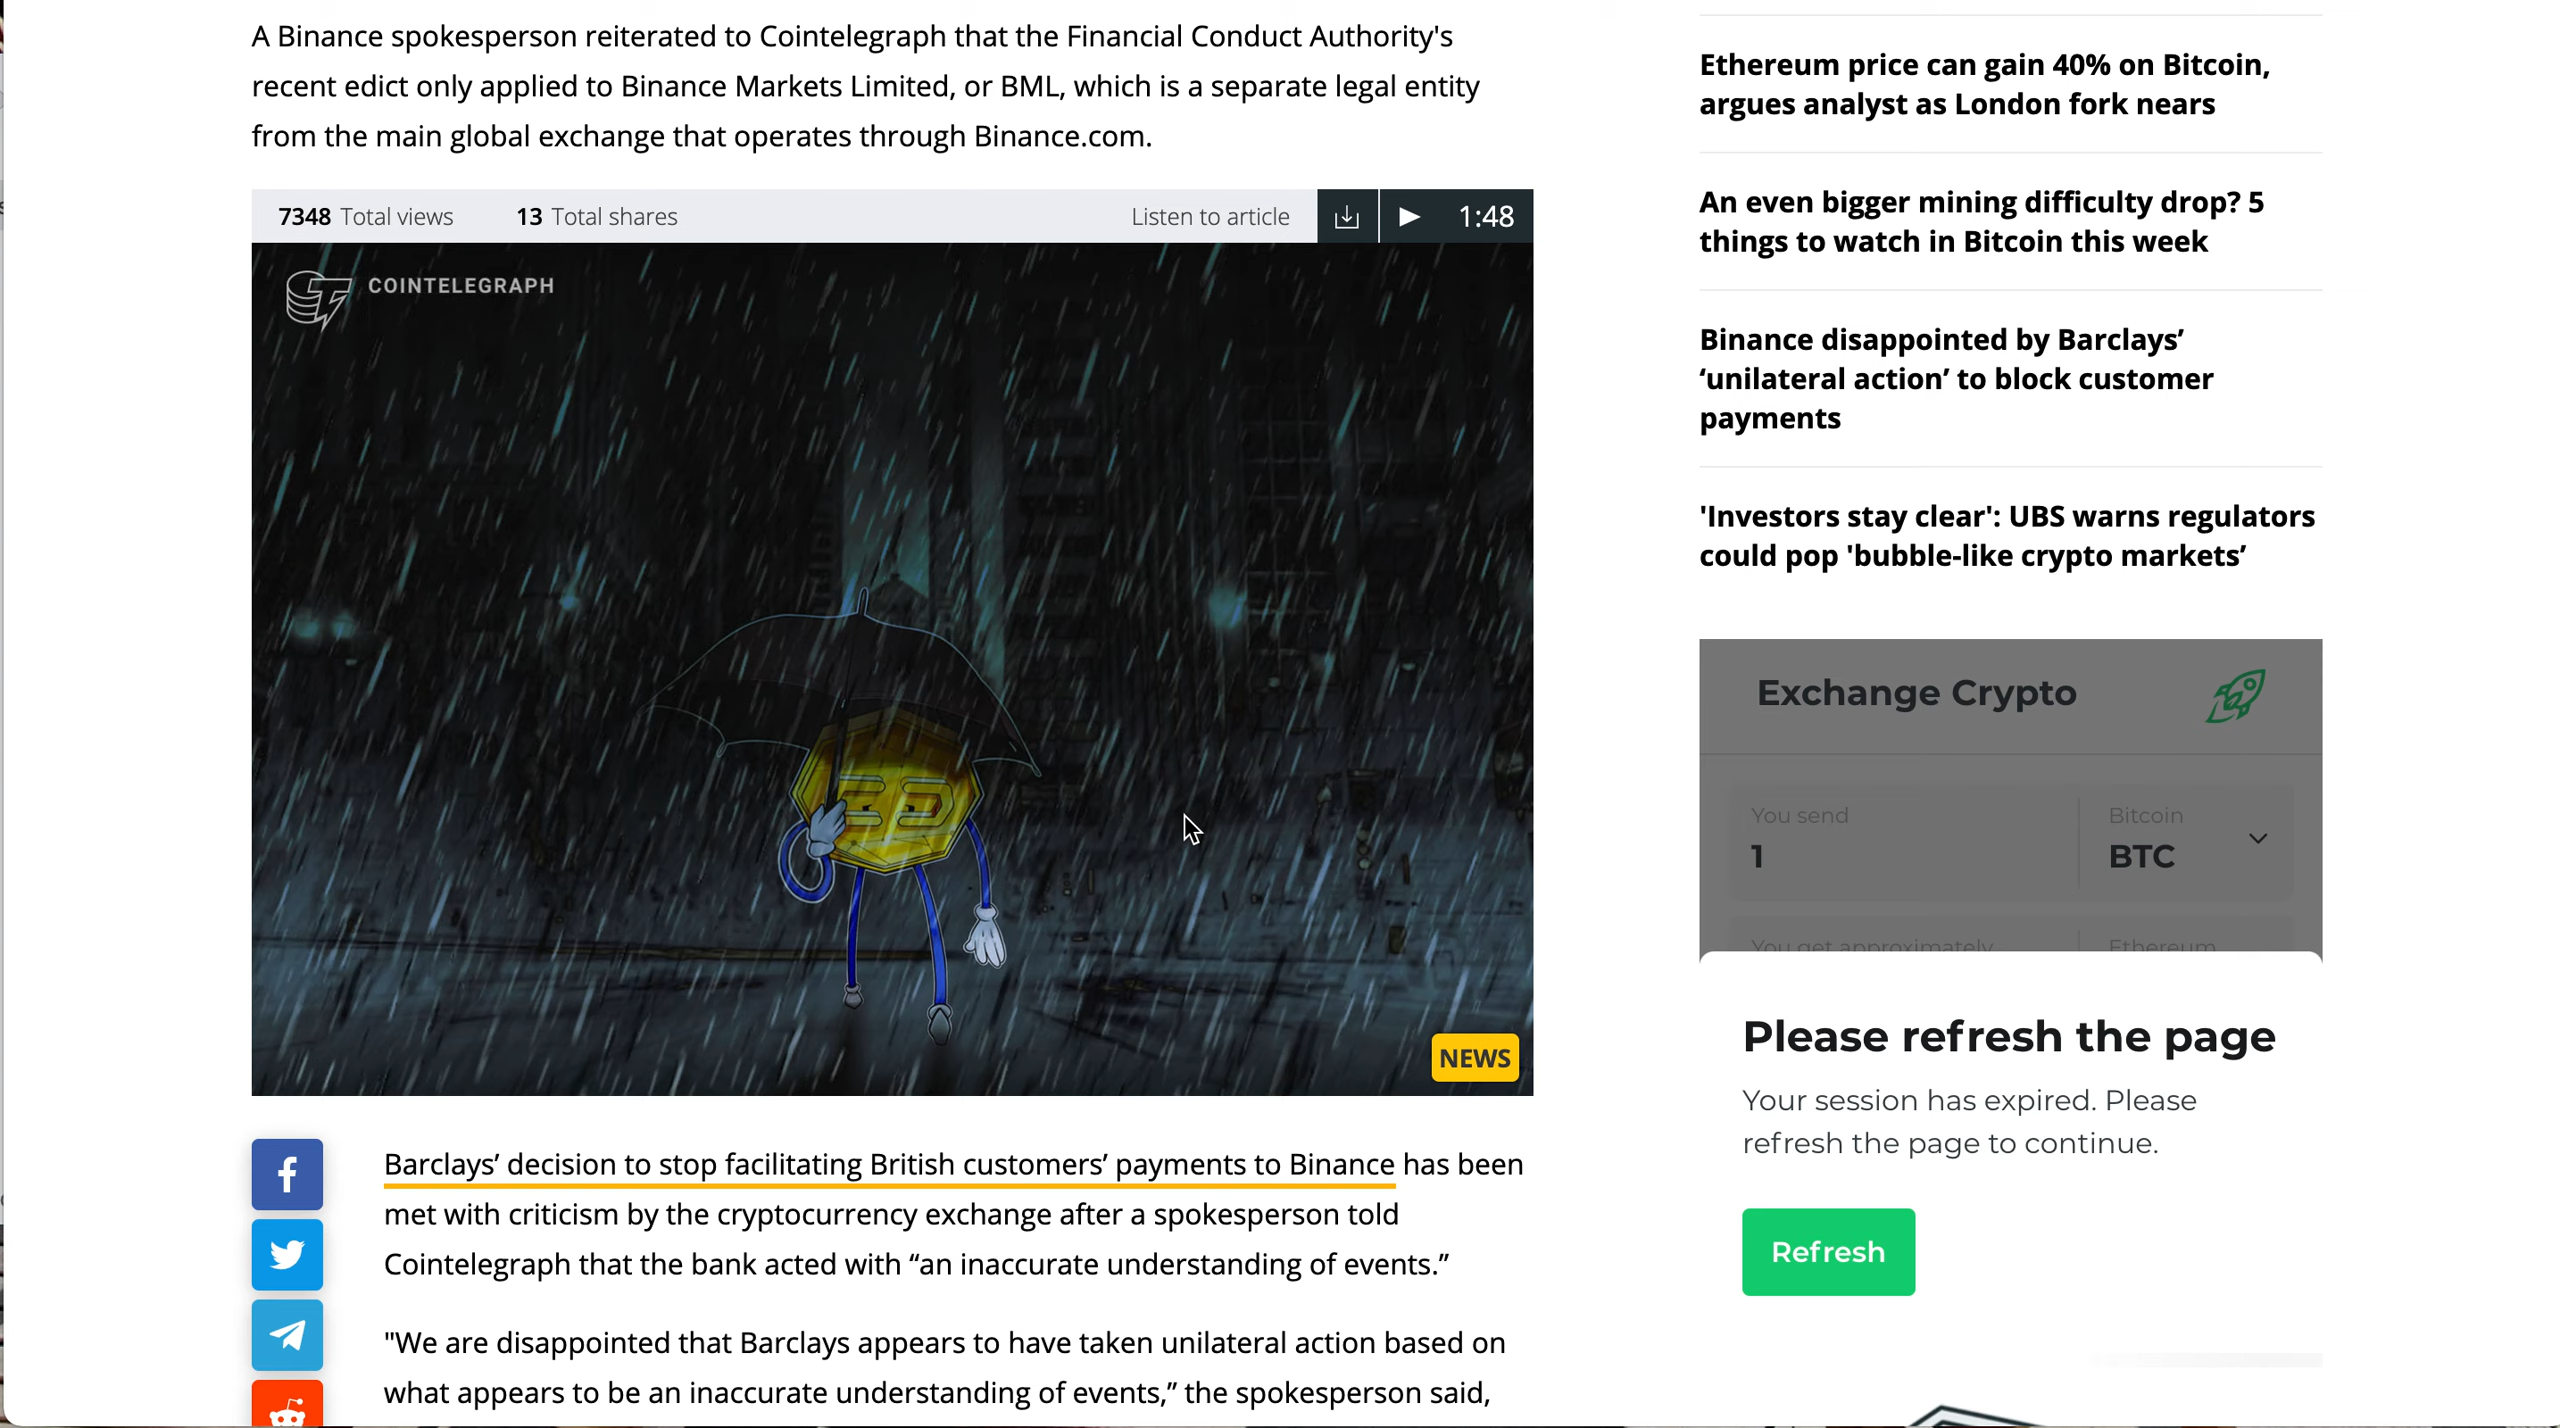 A Binance spokesperson reiterated to Cointelegraph that the Financial Conduct Authority's
recent edict only applied to Binance Markets Limited, or BML, which is a separate legal entity
from the main global exchange that operates through Binance.com.
7348 Total views 13 Total shares Listen to article 1:48
COINTELEGRAPH
NEWS
Barclays’ decision to stop facilitating British customers’ payments to Binance has been
met with criticism by the cryptocurrency exchange after a spokesperson told
Cointelegraph that the bank acted with “an inaccurate understanding of events.”
"We are disappointed that Barclays appears to have taken unilateral action based on
what appears to be an inaccurate understanding of events,” the spokesperson said,
Ethereum price can gain 40% on Bitcoin,
argues analyst as London fork nears
An even bigger mining difficulty drop? 5
things to watch in Bitcoin this week
Binance disappointed by Barclays’
‘unilateral action’ to block customer
payments
'Investors stay clear': UBS warns regulators
could pop 'bubble-like crypto markets’
Exchange Crypto
You send Bitcoin
1 BTC
You get approximately Ethereum
Please refresh the page
Your session has expired. Please
refresh the page to continue.
Refresh